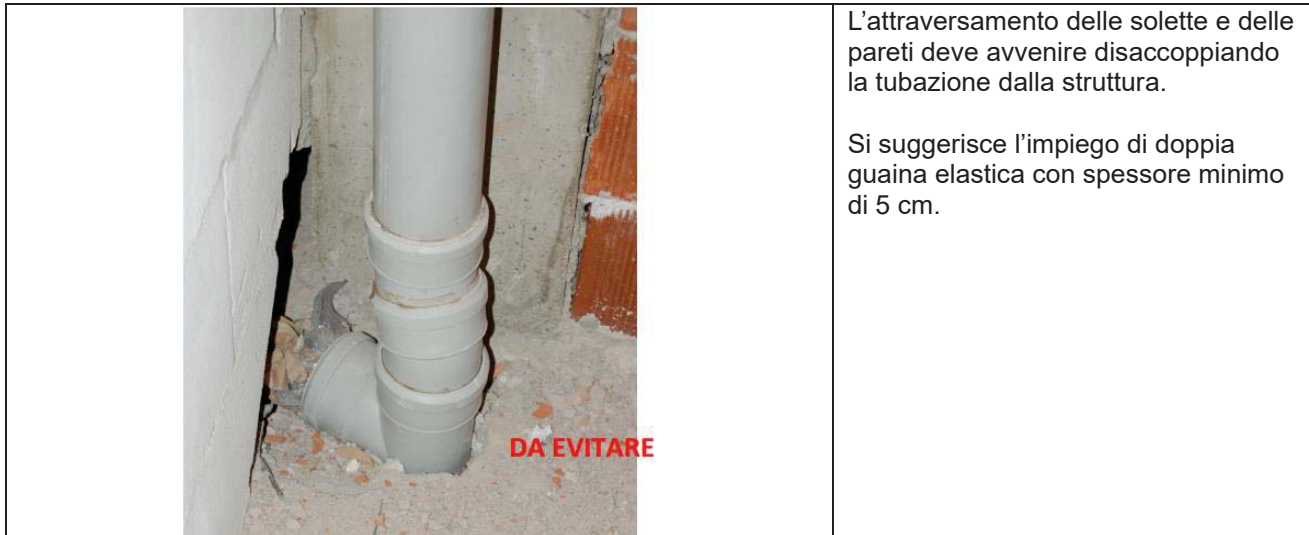 L’attraversamento delle solette e delle
pareti deve avvenire disaccoppiando
la tubazione dalla struttura.
Si suggerisce l’impiego di doppia
guaina elastica con spessore minimo
di 5 cm.
DA EVITARE